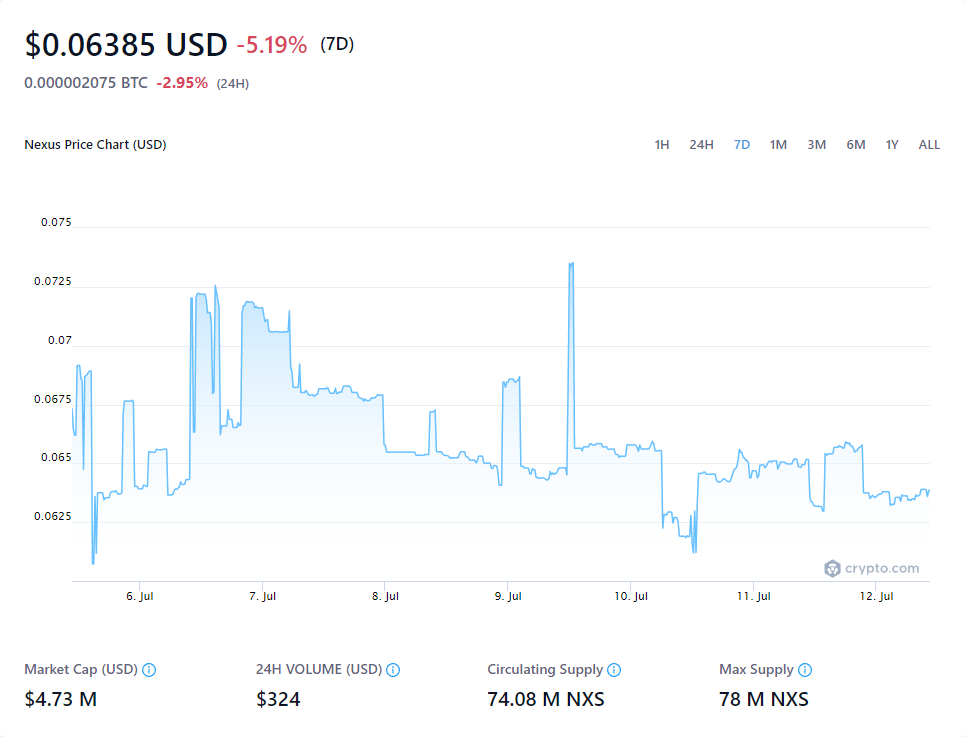 $0.06385 USD -5.19% (7D)
0.000002075 BTC -2.95% (24H)
Nexus Price Chart (USD) 1H 24H 7D 1M 3M 6M 1Y ALL
0.075
0.0725
0.07
0.0675
0.065
0.0625
crypto.com
6. Jul 7. Jul 8. Jul 9. Jul 10. Jul 11. Jul 12. Jul
Market Cap (USD) 24H VOLUME (USD) Circulating Supply Max Supply
$4.73 M $324 74.08 M NXS 78 M NXS